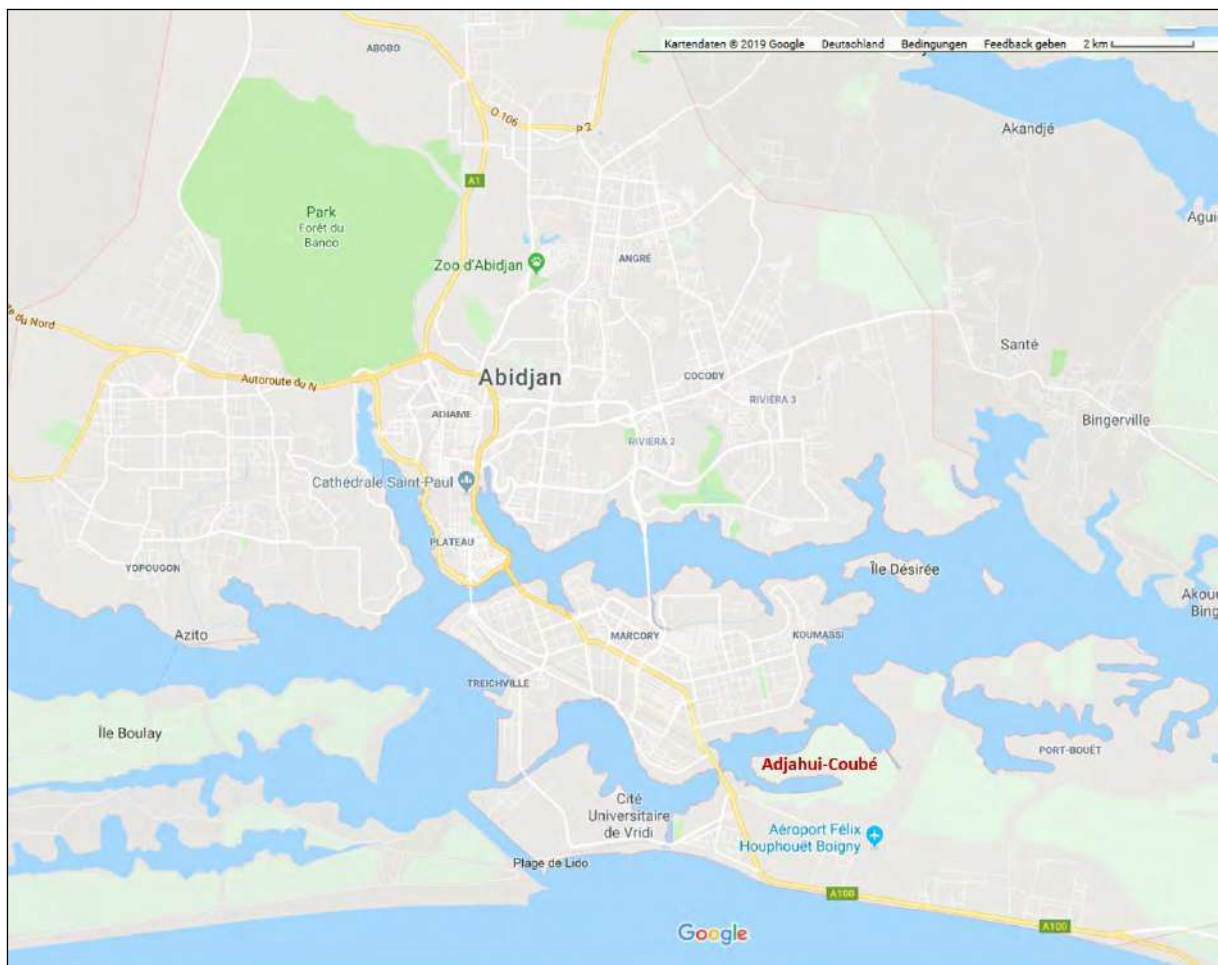 Kartendaten © 2019 Google Deutschland Bedingungen Feedback geben 2 km
ABOBO
O 106
P 2
Akandjé
A1
Park
Forêt du
Banco
Zoo d'Abidjan
ANGRÉ
du Nord
Santé
Autoroute du N
Abidjan
COCODY
RIVIERA 3
ADJAME
Bingerville
RIVIERA 2
Cathédrale Saint-Paul
PLATEAU
YOPOUGON
Île Désirée
Azito
MARCORY
KOUMASSI
TREICHVILLE
Île Boulay
PORT-BOUËT
Adjahui-Coubé
Cité
Universitaire
de Vridi
Aéroport Félix
Houphouët Boigny
Plage de Lido
A100
A100
Google